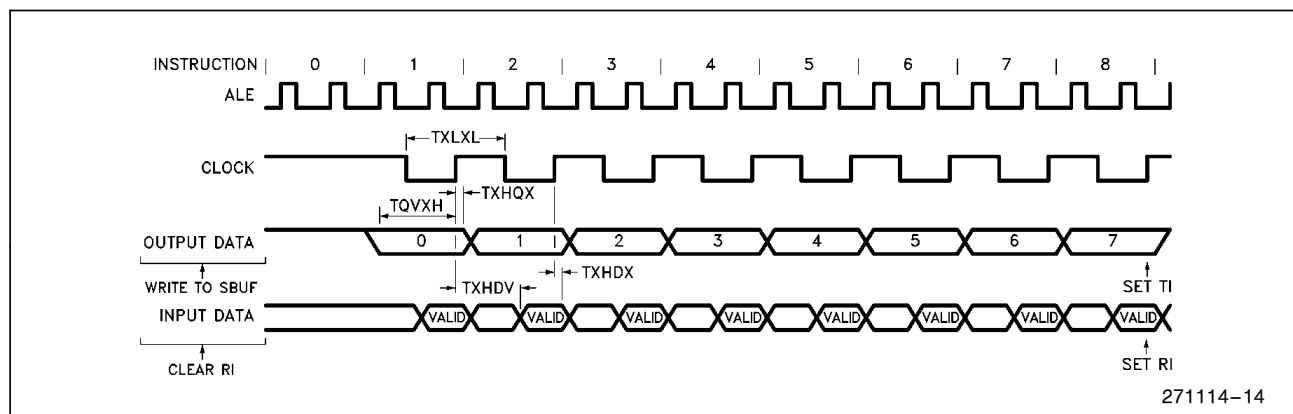 INSTRUCTION | 0 | 1 | 2 | 3 | 4 | 5 | 6 | 7 | 8 |
ALE
TXLXL
CLOCK
TXHQX
TQVXH
OUTPUT DATA 0 1 2 3 4 5 6 7
TXHDX
WRITE TO SBUF
TXHDV
SET TI
INPUT DATA VALID VALID VALID VALID VALID VALID VALID VALID
CLEAR RI
SET RI
271114–14